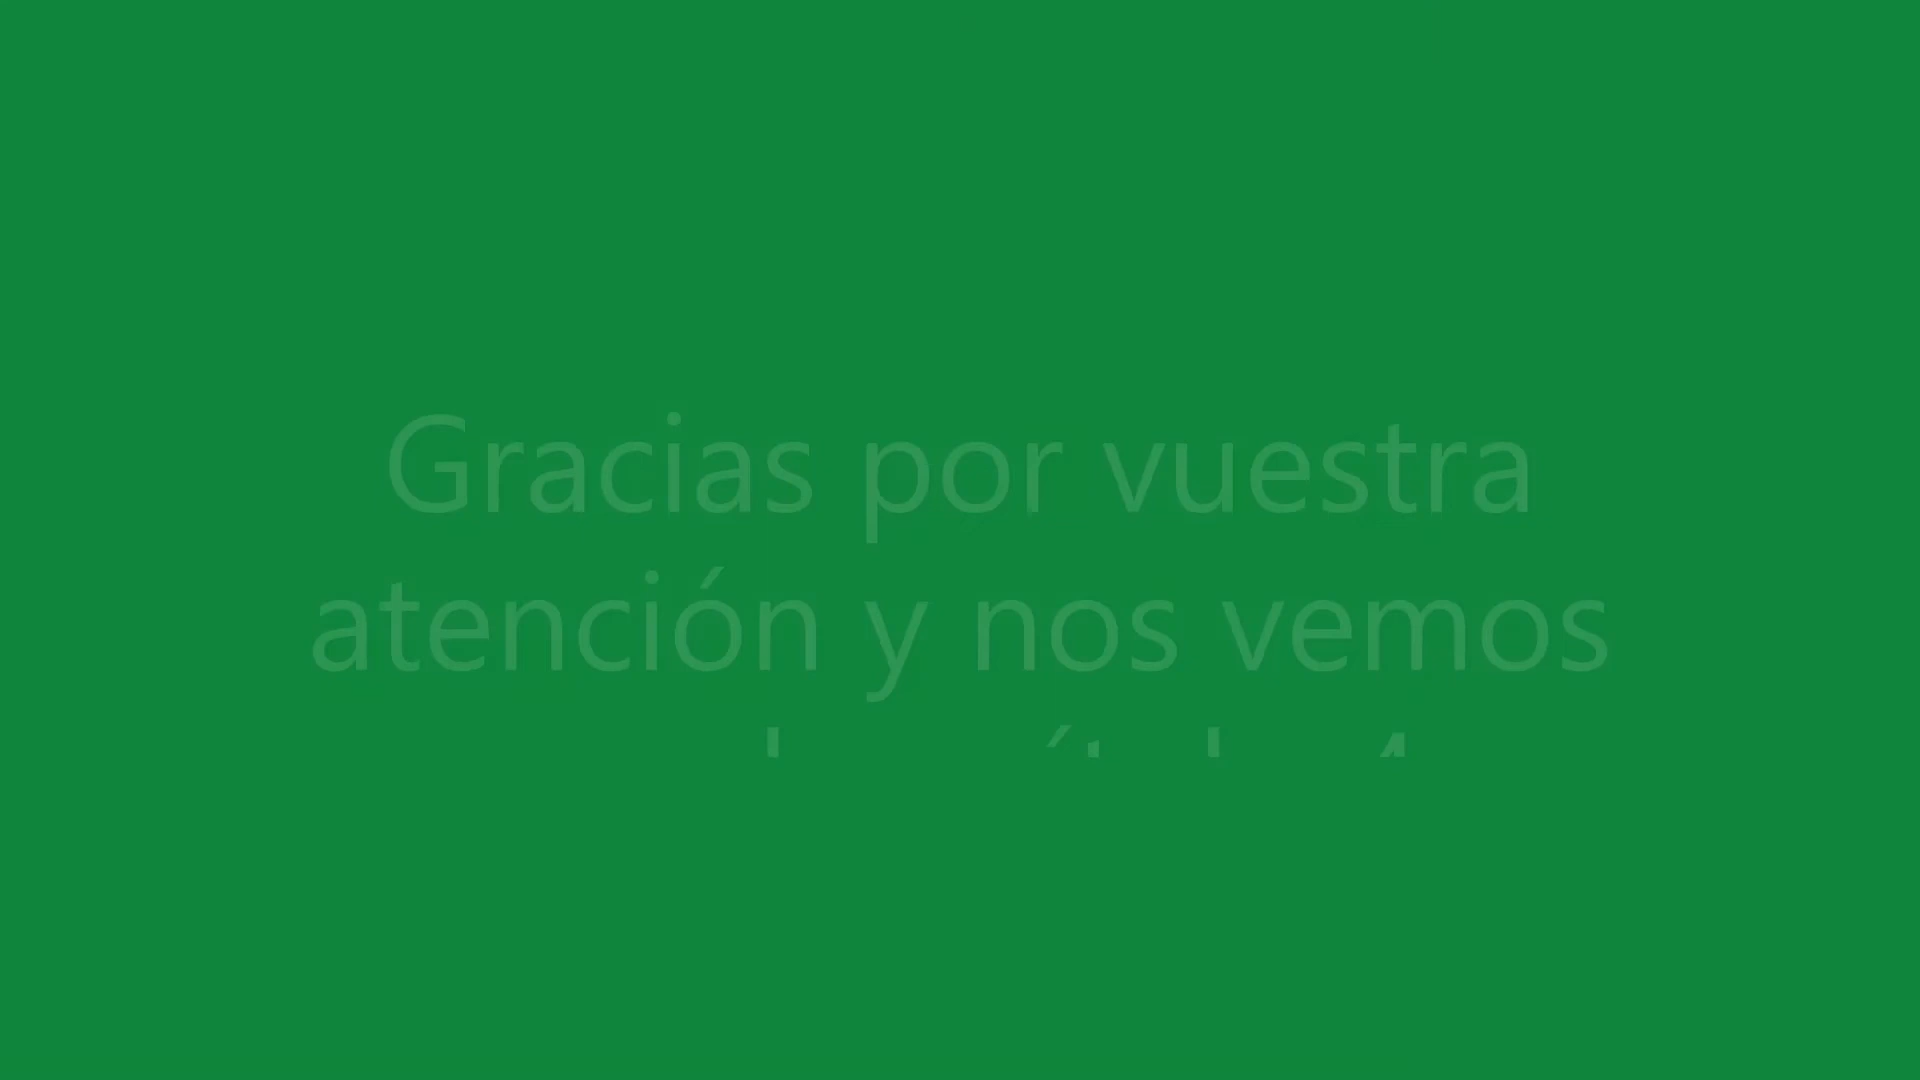 Gracias por vuestra
atención y nos vemos